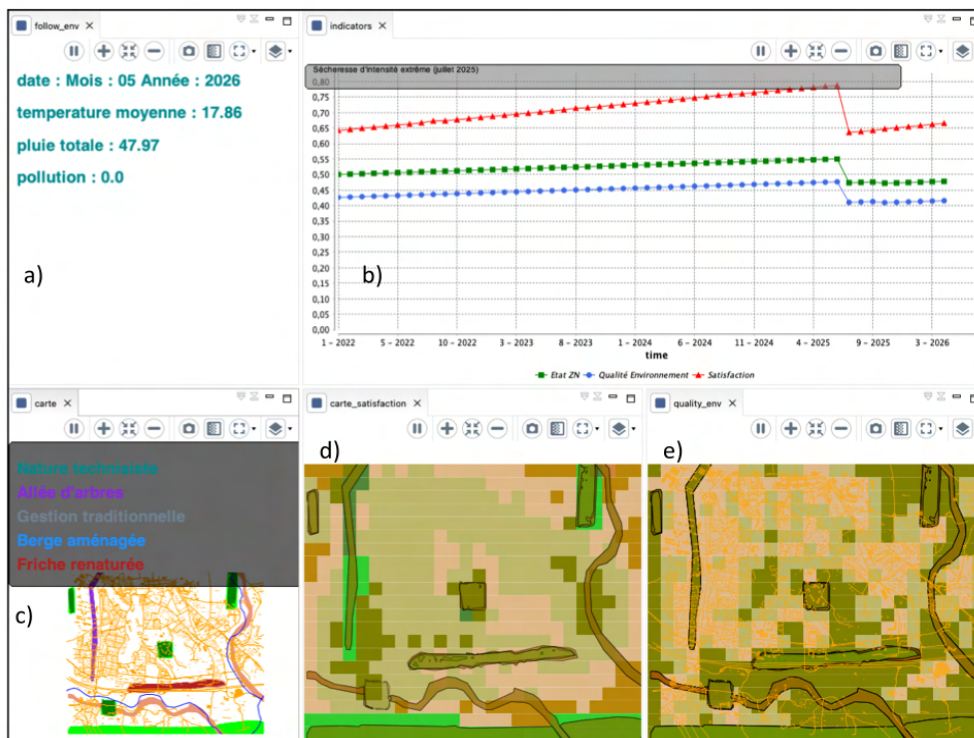 follow_env
date : Mois : 05 Année : 2026
temperature moyenne : 17.86
pluie totale : 47.97
pollution : 0.0
a)
indicators
Sècheresse d'intensité extrême (juillet 2025)
0,80
0,75
0,70
0,65
0,60
0,55
0,50
0,45
0,40
0,35
0,30
0,25
0,20
0,15
0,10
0,05
0,00
b)
1 - 2022
5 - 2022
10 - 2022
3 - 2023
8 - 2023
1 - 2024
6 - 2024
11 - 2024
4 - 2025
9 - 2025
3 - 2026
time
Etat ZN
Qualité Environnement
Satisfaction
carte
Nature technisiate
Allée d'arbres
Gestion traditionnelle
Berge aménagée
Friche renaturée
c)
carte_satisfaction
d)
quality_env
e)